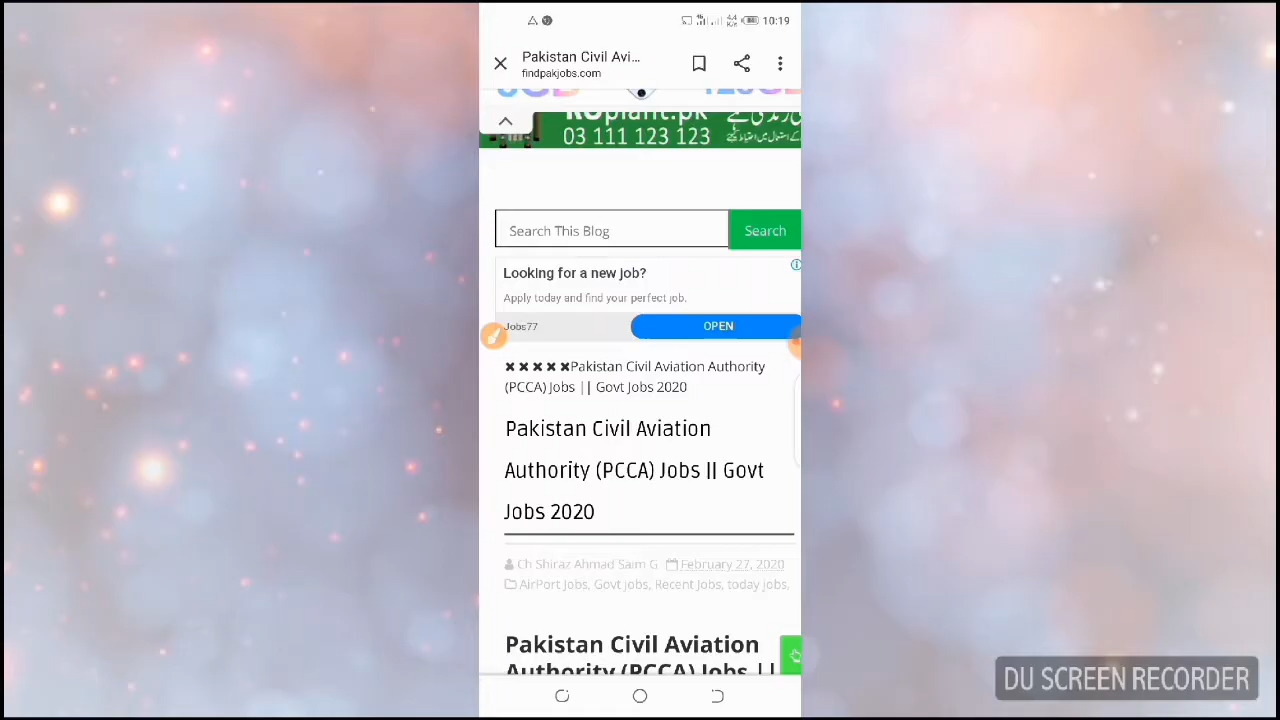 10:19
Pakistan Civil Avi...
findpakjobs.com
ROplant.pk
03 111 123 123
Search This Blog
Search
Looking for a new job?
Apply today and find your perfect job.
Jobs77
OPEN
Pakistan Civil Aviation Authority
(PCCA) Jobs || Govt Jobs 2020
Pakistan Civil Aviation
Authority (PCCA) Jobs || Govt
Jobs 2020
Ch Shiraz Ahmad Saim G February 27, 2020
AirPort Jobs, Govt jobs, Recent Jobs, today jobs,
Pakistan Civil Aviation
Authority (PCCA) Jobs ||
DU SCREEN RECORDER